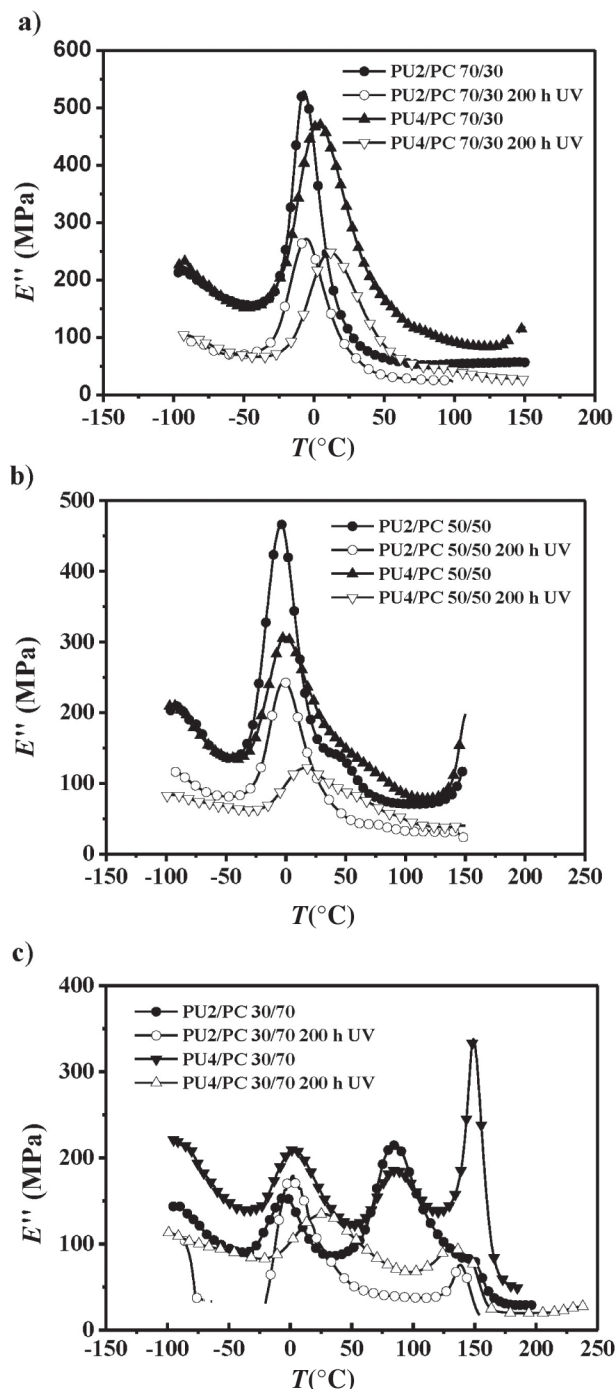 a)
600
500
400
300
200
100
0
E'' (MPa)
PU2/PC 70/30
PU2/PC 70/30 200 h UV
PU4/PC 70/30
PU4/PC 70/30 200 h UV
-150 -100 -50 0 50 100 150 200
T(°C)
b)
500
400
300
200
100
0
E'' (MPa)
PU2/PC 50/50
PU2/PC 50/50 200 h UV
PU4/PC 50/50
PU4/PC 50/50 200 h UV
-150 -100 -50 0 50 100 150 200 250
T(°C)
c)
400
300
200
100
0
E'' (MPa)
PU2/PC 30/70
PU2/PC 30/70 200 h UV
PU4/PC 30/70
PU4/PC 30/70 200 h UV
-150 -100 -50 0 50 100 150 200 250
T(°C)